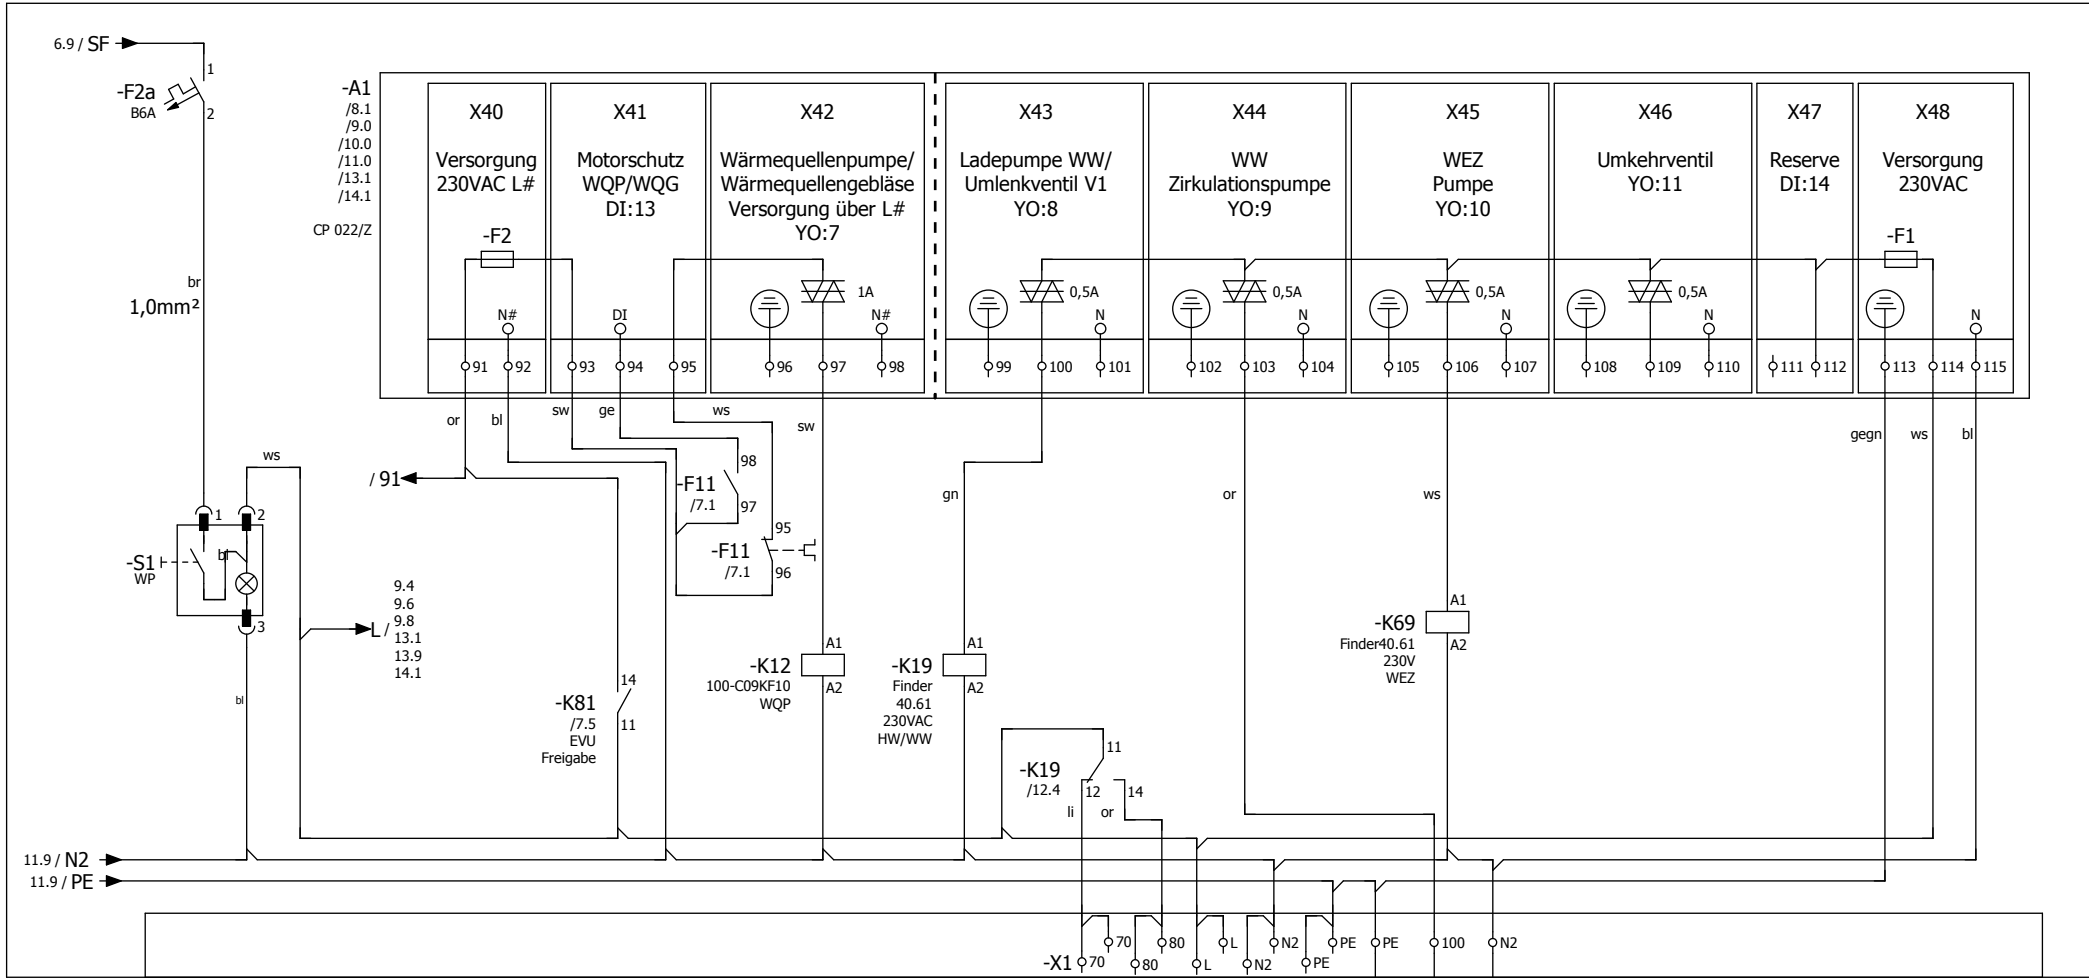 6.9 / SF
1
-F2a
B6A
2
br
1,0mm²
-A1
/8.1
/9.0
/10.0
/11.0
/13.1
/14.1
CP 022/Z
X40
Versorgung
230VAC L#
-F2
N#
91
92
X41
Motorschutz
WQP/WQG
DI:13
DI
93
94
95
X42
Wärmequellenpumpe/
Wärmequellengebläse
Versorgung über L#
YO:7
1A
N#
96
97
98
X43
Ladepumpe WW/
Umlenkventil V1
YO:8
0,5A
N
99
100
101
X44
WW
Zirkulationspumpe
YO:9
0,5A
N
102
103
104
X45
WEZ
Pumpe
YO:10
0,5A
N
105
106
107
X46
Umkehrventil
YO:11
0,5A
N
108
109
110
X47
Reserve
DI:14
111
112
X48
Versorgung
230VAC
-F1
N
113
114
115
or
bl
sw
ge
ws
sw
gn
or
ws
gegn
ws
bl
ws
/ 91
98
-F11
/7.1
97
95
-F11
/7.1
96
1
2
-S1
WP
bl
3
bl
L /
9.4
9.6
9.8
13.1
13.9
14.1
14
-K81
/7.5
11
EVU
Freigabe
A1
-K12
100-C09KF10
A2
WQP
A1
-K19
Finder
A2
40.61
230VAC
HW/WW
A1
-K69
Finder40.61
A2
230V
WEZ
11
-K19
/12.4
12
14
li
or
11.9 / N2
11.9 / PE
70
80
L
N2
PE
PE
100
N2
-X1
70
80
L
N2
PE